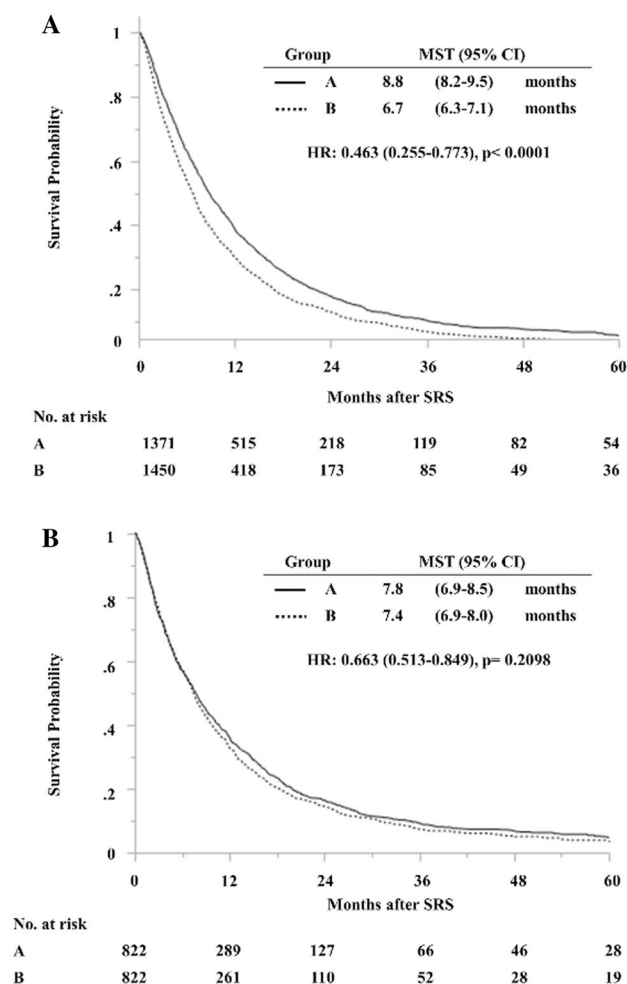 A
Group MST (95% CI)
A 8.8 (8.2-9.5) months
B 6.7 (6.3-7.1) months
HR: 0.463 (0.255-0.773), p< 0.0001
Survival Probability
1
.8
.6
.4
.2
0
0 12 24 36 48 60
Months after SRS
No. at risk
A 1371 515 218 119 82 54
B 1450 418 173 85 49 36
B
Group MST (95% CI)
A 7.8 (6.9-8.5) months
B 7.4 (6.9-8.0) months
HR: 0.663 (0.513-0.849), p= 0.2098
Survival Probability
1
.8
.6
.4
.2
0
0 12 24 36 48 60
Months after SRS
No. at risk
A 822 289 127 66 46 28
B 822 261 110 52 28 19